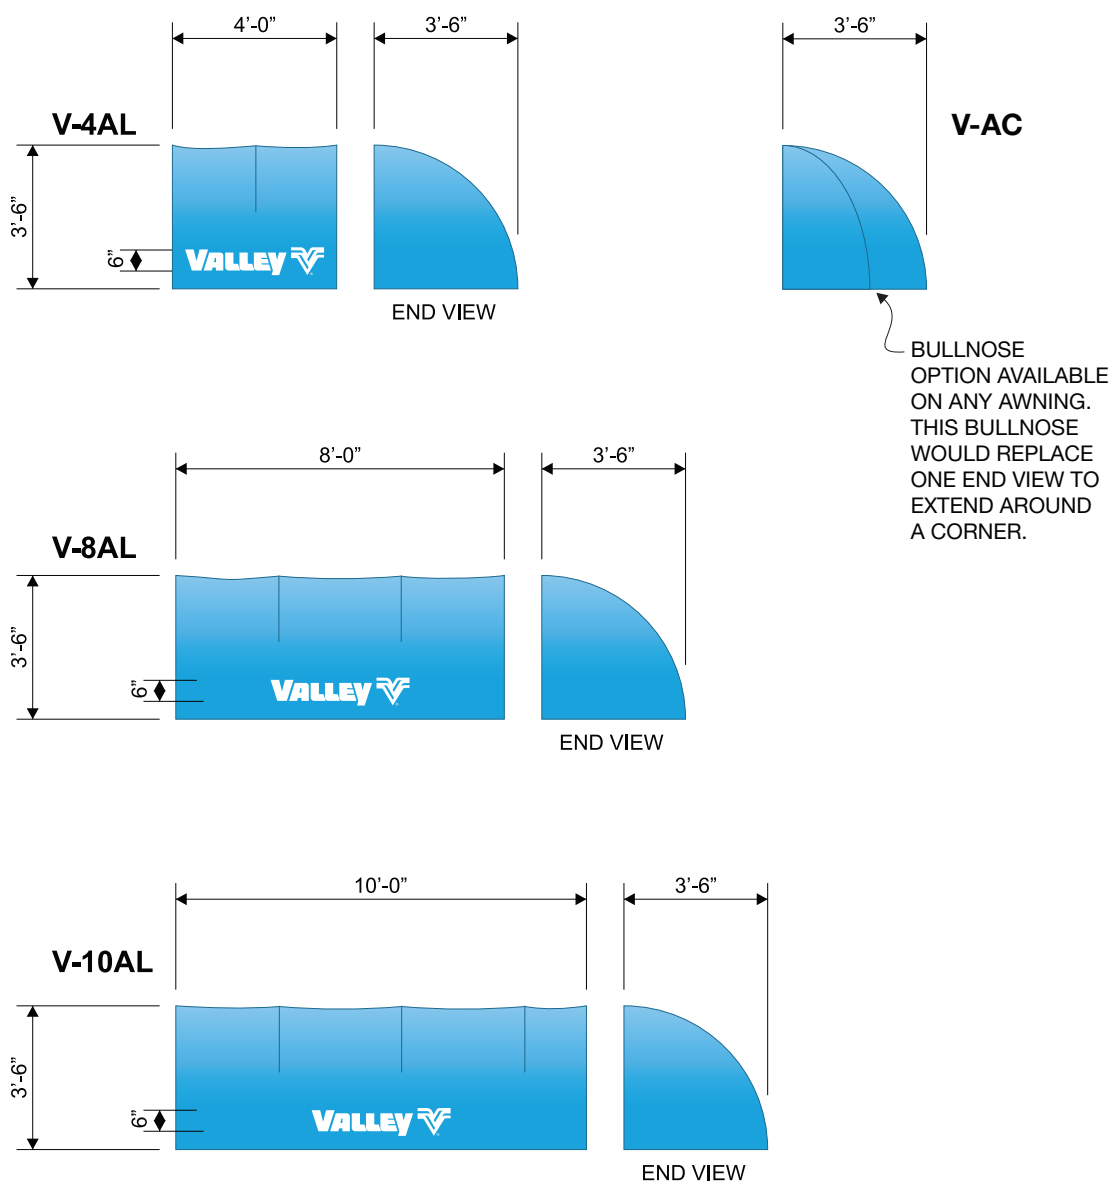 4’-0”
3’-6”
3’-6”
V-4AL
V-AC
3’-6”
6”
VALLEY
END VIEW
BULLNOSE
OPTION AVAILABLE
ON ANY AWNING.
THIS BULLNOSE
WOULD REPLACE
ONE END VIEW TO
EXTEND AROUND
A CORNER.
8’-0”
3’-6”
V-8AL
3’-6”
6”
VALLEY
END VIEW
10’-0”
3’-6”
V-10AL
3’-6”
6”
VALLEY
END VIEW